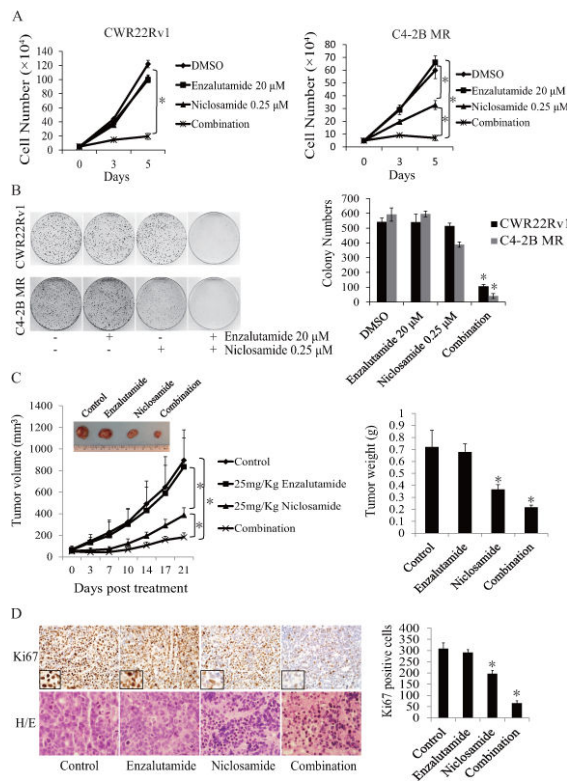 A
CWR22Rv1
C4-2B MR
Cell Number (×10⁴)
140
120
100
80
60
40
20
0
0 3 5
Days
DMSO
Enzalutamide 20 μM
Niclosamide 0.25 μM
Combination
*
Cell Number (×10⁴)
80
70
60
50
40
30
20
10
0
0 3 5
Days
DMSO
Enzalutamide 20 μM
Niclosamide 0.25 μM
Combination
* * *
B
CWR22Rv1
C4-2B MR
- + - + Enzalutamide 20 μM
- - + + Niclosamide 0.25 μM
Colony Numbers
700
600
500
400
300
200
100
0
CWR22Rv1
C4-2B MR
* *
DMSO
Enzalutamide 20 μM
Niclosamide 0.25 μM
Combination
C
Control
Enzalutamide
Niclosamide
Combination
Tumor volume (mm³)
1400
1200
1000
800
600
400
200
0
0 3 7 10 14 17 21
Days post treatment
Control
25mg/Kg Enzalutamide
25mg/Kg Niclosamide
Combination
* * *
Tumor weight (g)
1
0.9
0.8
0.7
0.6
0.5
0.4
0.3
0.2
0.1
0
* *
Control
Enzalutamide
Niclosamide
Combination
D
Ki67
H/E
Control Enzalutamide Niclosamide Combination
Ki67 positive cells
400
350
300
250
200
150
100
50
0
* *
Control
Enzalutamide
Niclosamide
Combination